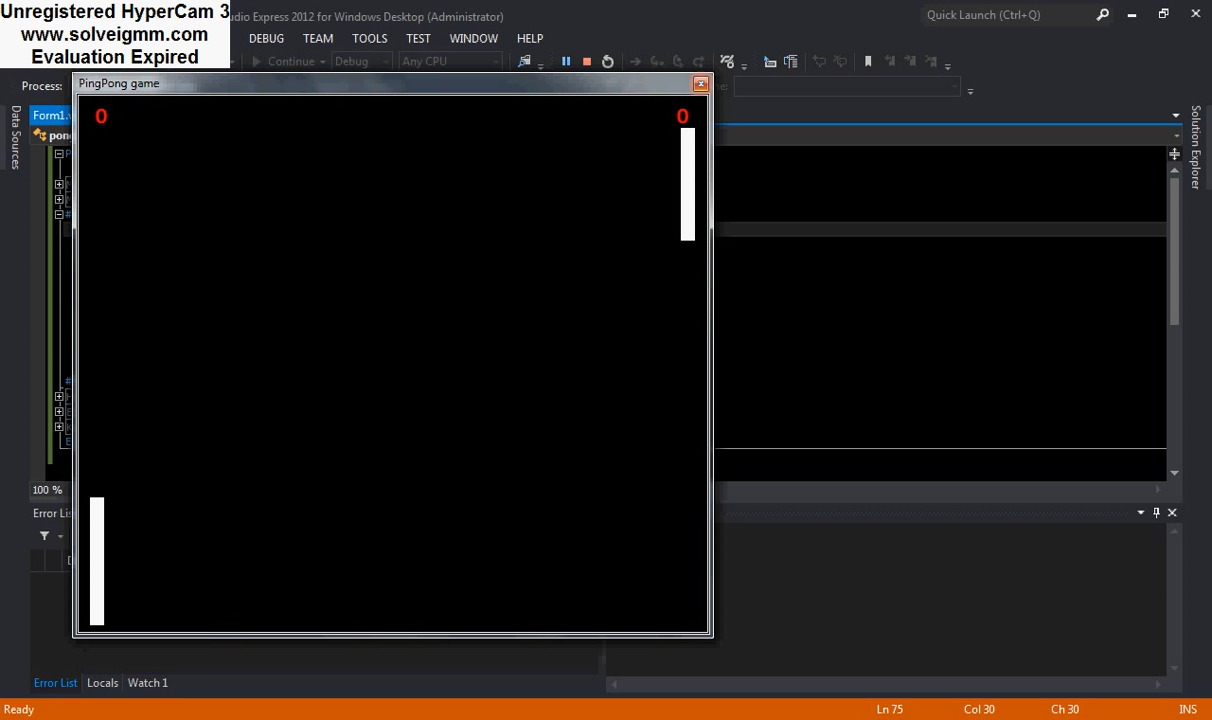 Unregistered HyperCam 3
www.solveigmm.com
Evaluation Expired
udio Express 2012 for Windows Desktop (Administrator)
Quick Launch (Ctrl+Q)
DEBUG TEAM TOOLS TEST WINDOW HELP
Continue Debug Any CPU
Process:
PingPong game
Data Sources
Form1.
pon
Solution Explorer
0 0
100 %
Error Lis
Error List Locals Watch 1
Ready Ln 75 Col 30 Ch 30 INS